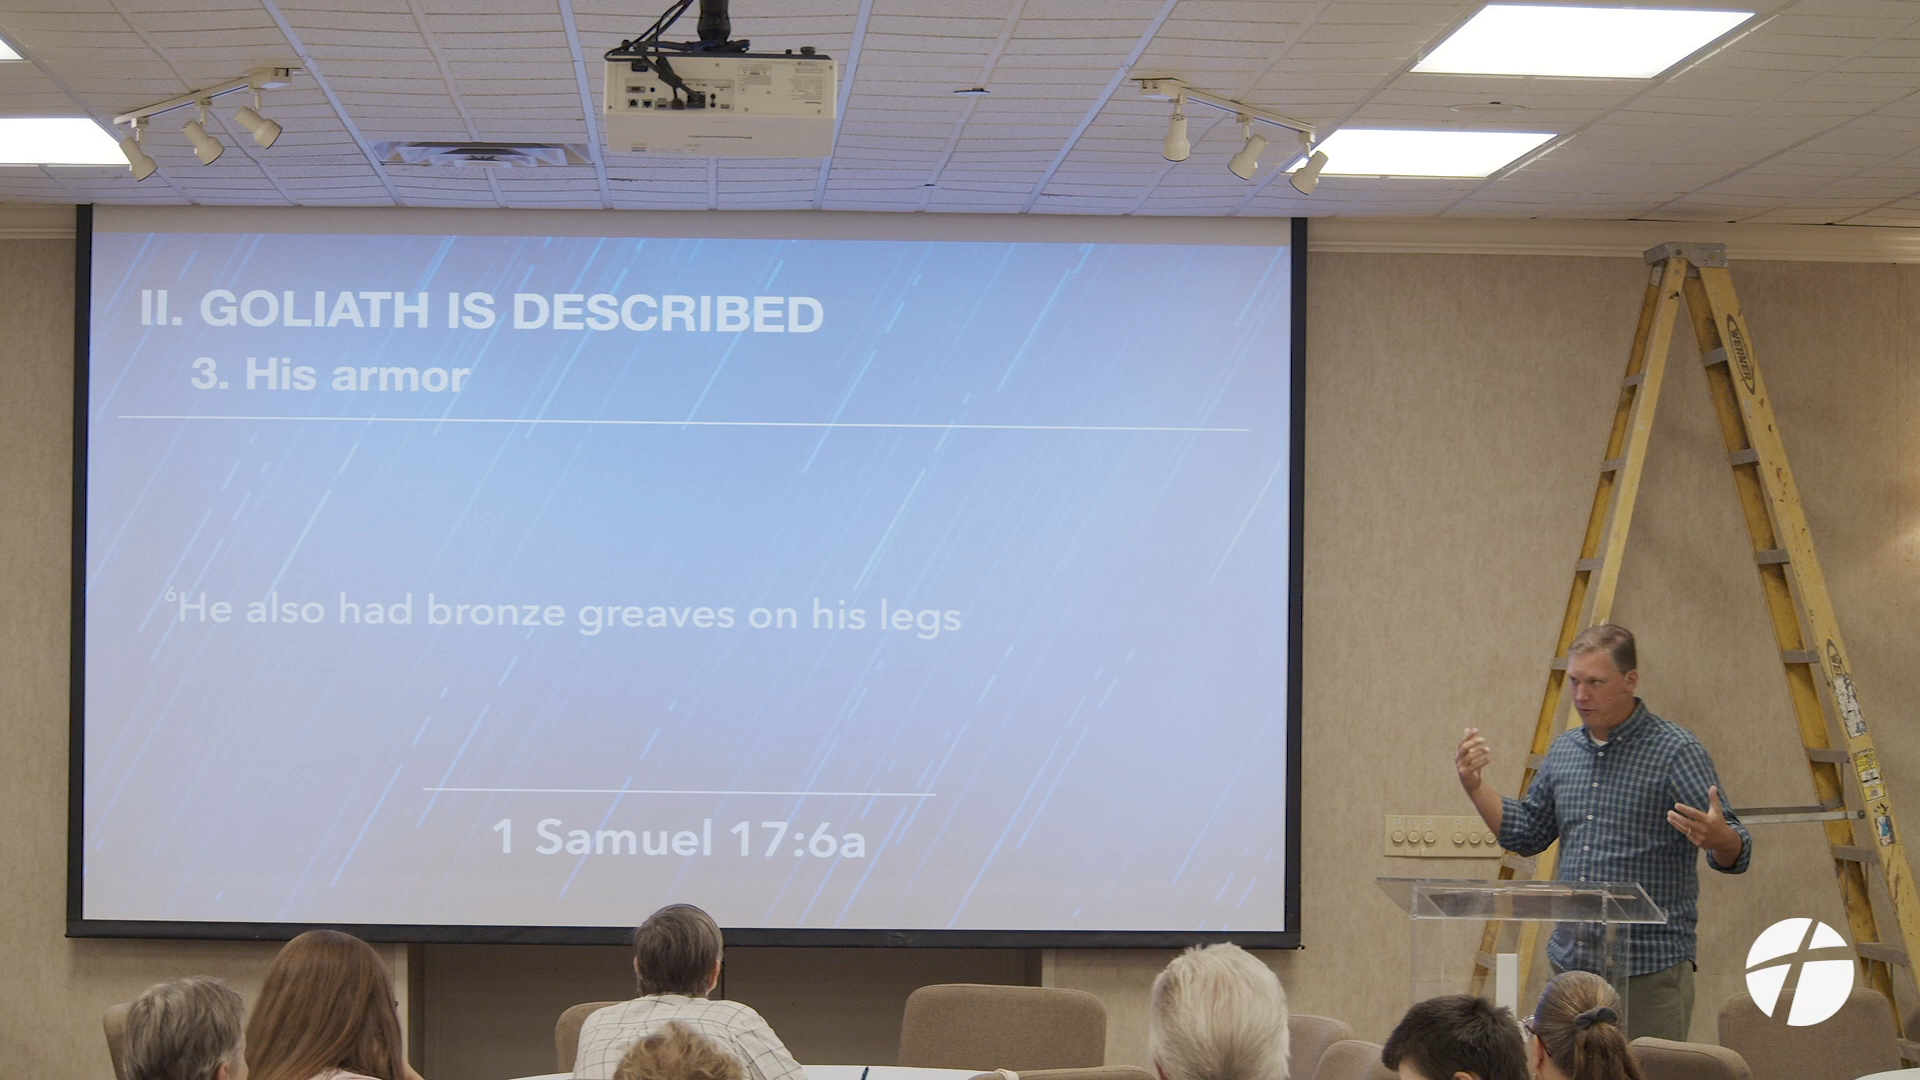 II. GOLIATH IS DESCRIBED
3. His armor
⁶He also had bronze greaves on his legs
1 Samuel 17:6a
WERNER